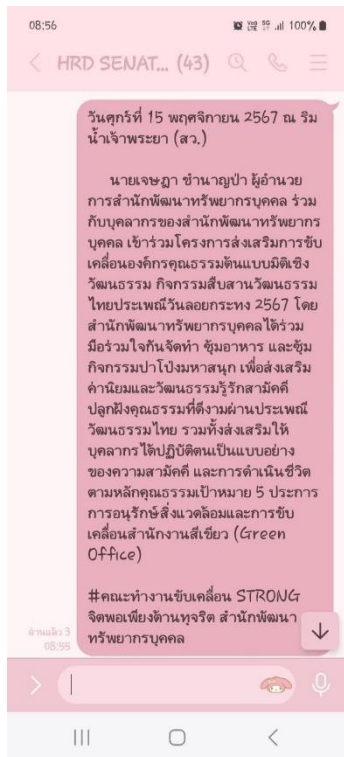 08:56
100%
HRD SENAT... (43)
วันศุกร์ที่ 15 พฤศจิกายน 2567 ณ ริม
น้ำเจ้าพระยา (สว.)
นายเจษฎา ชำนาญป่า ผู้อำนวย
การสำนักพัฒนาทรัพยากรบุคคล ร่วม
กับบุคลากรของสำนักพัฒนาทรัพยากร
บุคคล เข้าร่วมโครงการส่งเสริมการขับ
เคลื่อนองค์กรคุณธรรมต้นแบบมิติเชิง
วัฒนธรรม กิจกรรมสืบสานวัฒนธรรม
ไทยประเพณีวันลอยกระทง 2567 โดย
สำนักพัฒนาทรัพยากรบุคคลได้ร่วม
มือร่วมใจกันจัดทำ ซุ้มอาหาร และซุ้ม
กิจกรรมปาโป่งมหาสนุก เพื่อส่งเสริม
ค่านิยมและวัฒนธรรมรู้รักสามัคคี
ปลูกฝังคุณธรรมที่ดีงามผ่านประเพณี
วัฒนธรรมไทย รวมทั้งส่งเสริมให้
บุคลากรได้ปฏิบัติตนเป็นแบบอย่าง
ของความสามัคคี และการดำเนินชีวิต
ตามหลักคุณธรรมเป้าหมาย 5 ประการ
การอนุรักษ์สิ่งแวดล้อมและการขับ
เคลื่อนสำนักงานสีเขียว (Green
Office)
#คณะทำงานขับเคลื่อน STRONG
จิตพอเพียงต้านทุจริต สำนักพัฒนา
ทรัพยากรบุคคล
อ่านแล้ว 3
08:55